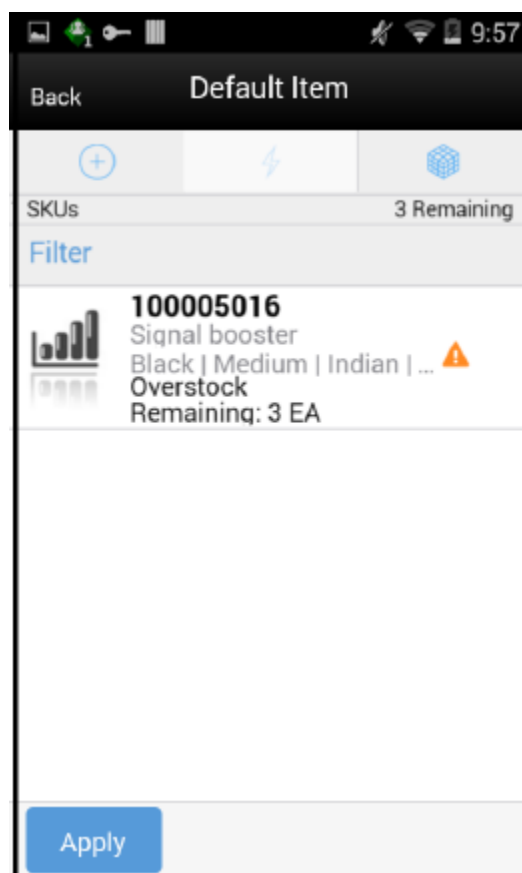 1 9:57
Back Default Item
SKUs 3 Remaining
Filter
100005016
Signal booster
Black | Medium | Indian | ...
Overstock
Remaining: 3 EA
Apply